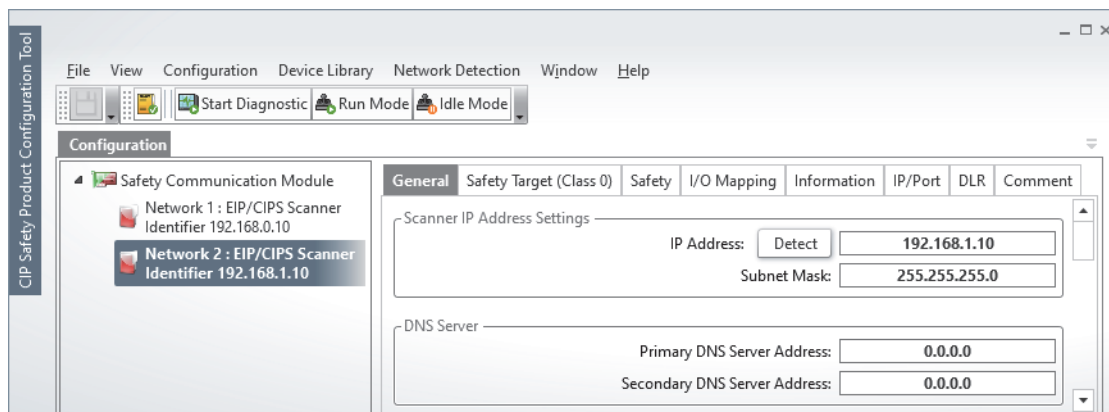 CIP Safety Product Configuration Tool
File View Configuration Device Library Network Detection Window Help
Start Diagnostic Run Mode Idle Mode
Configuration
Safety Communication Module
Network 1 : EIP/CIPS Scanner
Identifier 192.168.0.10
Network 2 : EIP/CIPS Scanner
Identifier 192.168.1.10
General Safety Target (Class 0) Safety I/O Mapping Information IP/Port DLR Comment
Scanner IP Address Settings
IP Address: Detect 192.168.1.10
Subnet Mask: 255.255.255.0
DNS Server
Primary DNS Server Address: 0.0.0.0
Secondary DNS Server Address: 0.0.0.0